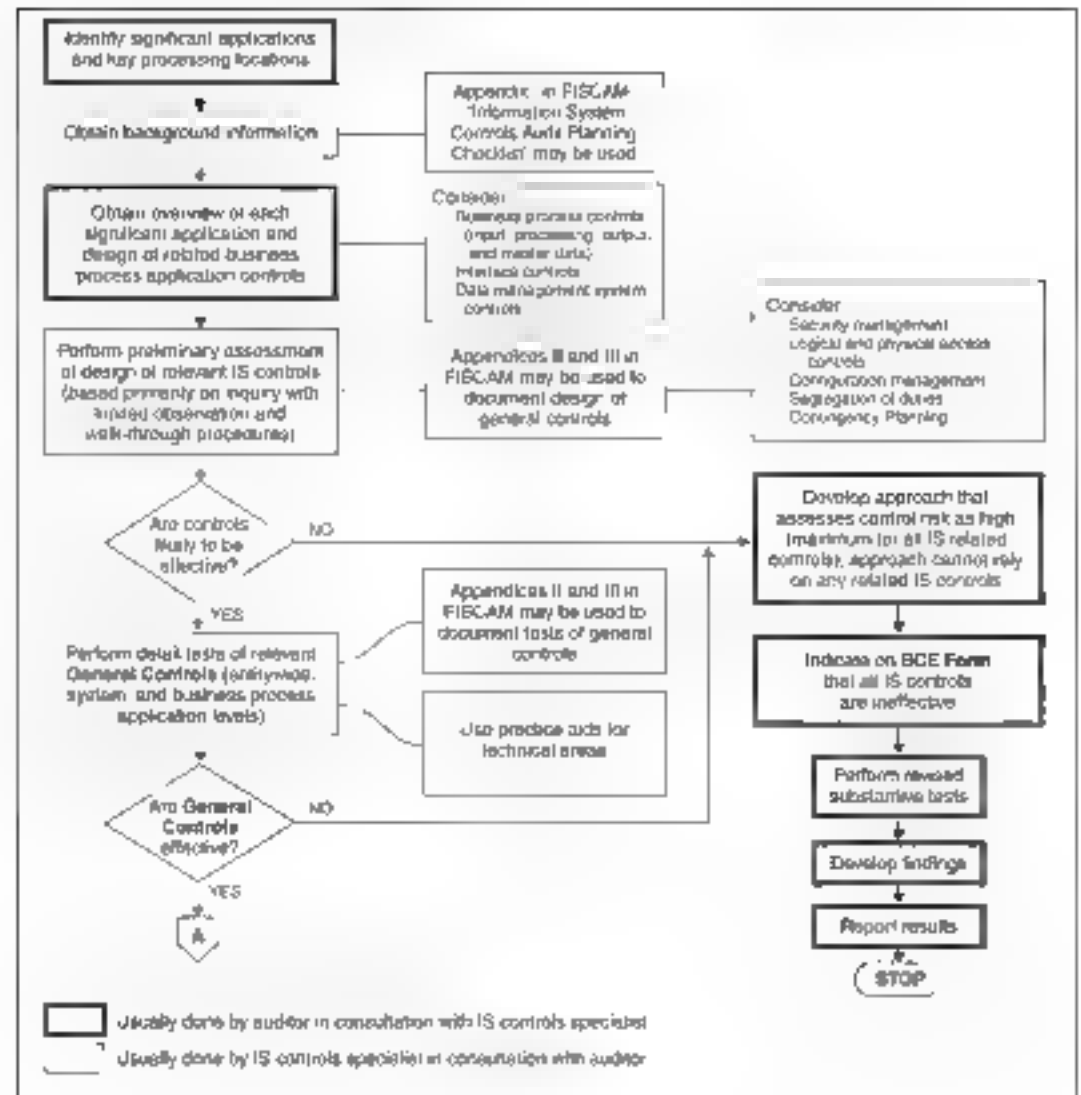 Identify significant applications
and key processing locations
Obtain background information
Appendix in FISCAM
"Information System
Controls Audit Planning
Checklist" may be used
Obtain overview of each
significant application and
design of related business
process application controls
Consider
Business process controls
(input, processing, output,
and master data)
Interface controls
Data management system
controls
Perform preliminary assessment
of design of relevant IS controls
(based primarily on inquiry with
limited observation and
walk-through procedures)
Appendices II and III in
FISCAM may be used to
document design of
general controls
Consider
Security management
Logical and physical access
controls
Configuration management
Segregation of duties
Contingency Planning
Are controls
likely to be
effective?
NO
YES
Develop approach that
assesses control risk as high
(maximum for all IS related
controls), approach cannot rely
on any related IS controls
Perform detail tests of relevant
General Controls (entitywide,
system, and business process
application levels)
Appendices II and III in
FISCAM may be used to
document tests of general
controls
Use practice aids for
technical areas
Indicate on SCE Form
that all IS controls
are ineffective
Are General
Controls
effective?
NO
YES
A
Perform revised
substantive tests
Develop findings
Report results
STOP
Usually done by auditor in consultation with IS controls specialist
Usually done by IS controls specialist in consultation with auditor